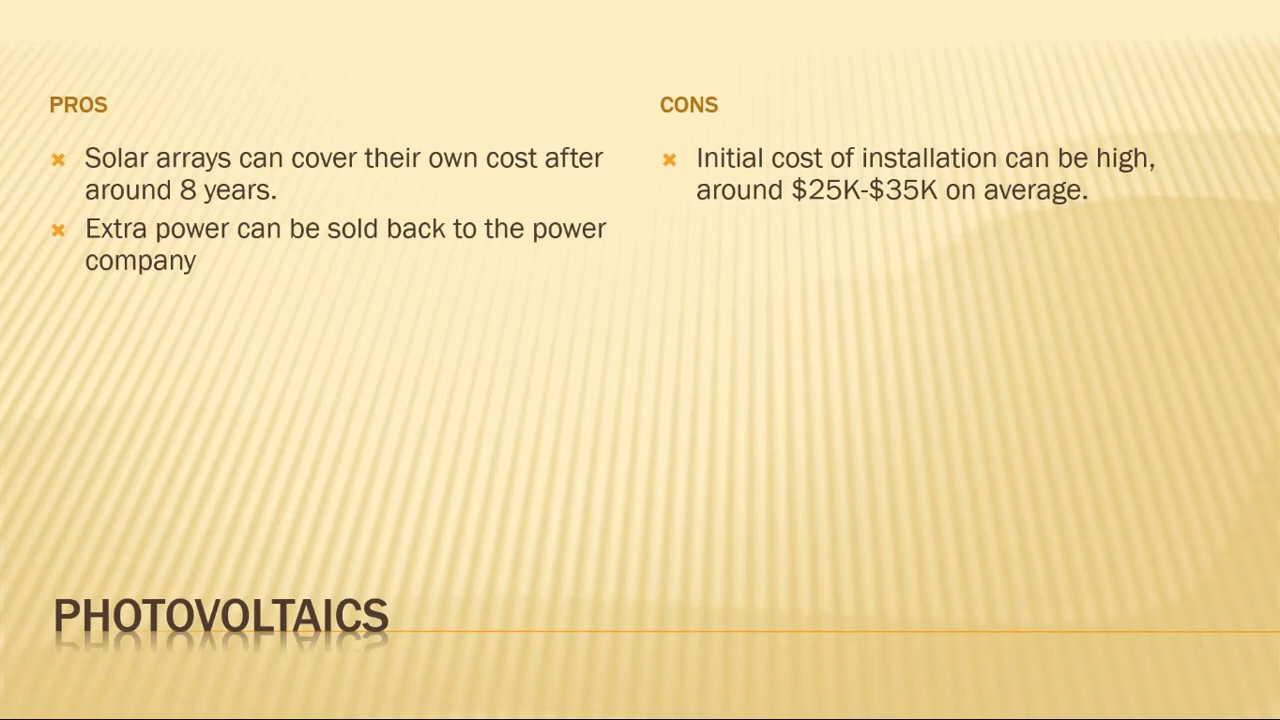 PROS
Solar arrays can cover their own cost after
around 8 years.
Extra power can be sold back to the power
company
CONS
Initial cost of installation can be high,
around $25K-$35K on average.
PHOTOVOLTAICS